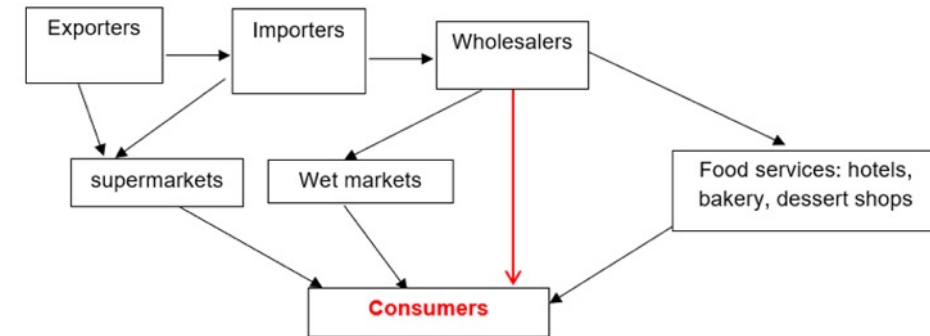 Exporters
Importers
Wholesalers
supermarkets
Wet markets
Food services: hotels,
bakery, dessert shops
Consumers